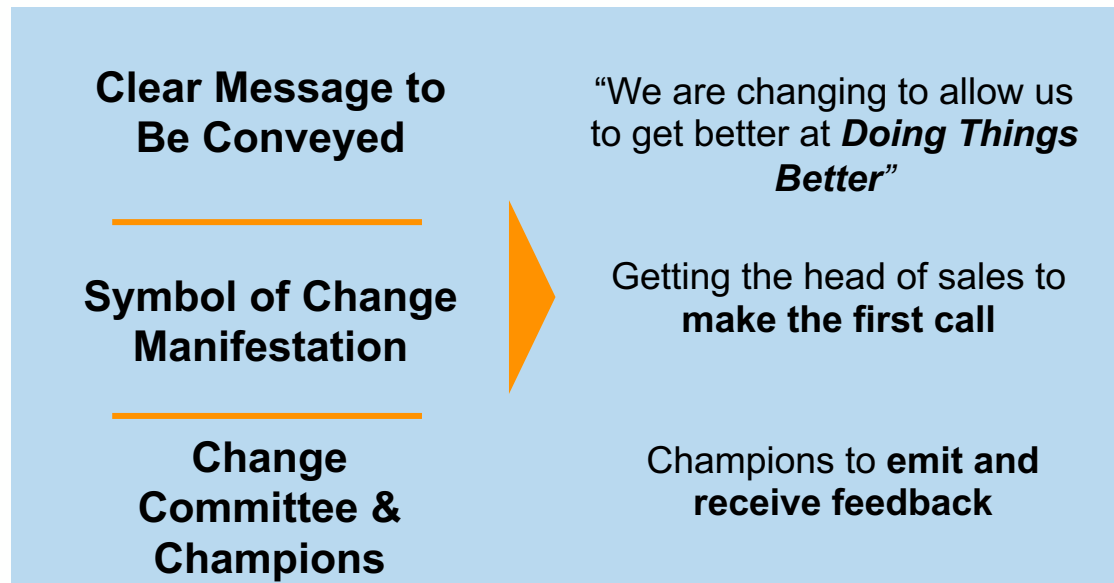 Clear Message to
Be Conveyed
“We are changing to allow us
to get better at Doing Things
Better”
Symbol of Change
Manifestation
Getting the head of sales to
make the first call
Change
Committee &
Champions
Champions to emit and
receive feedback